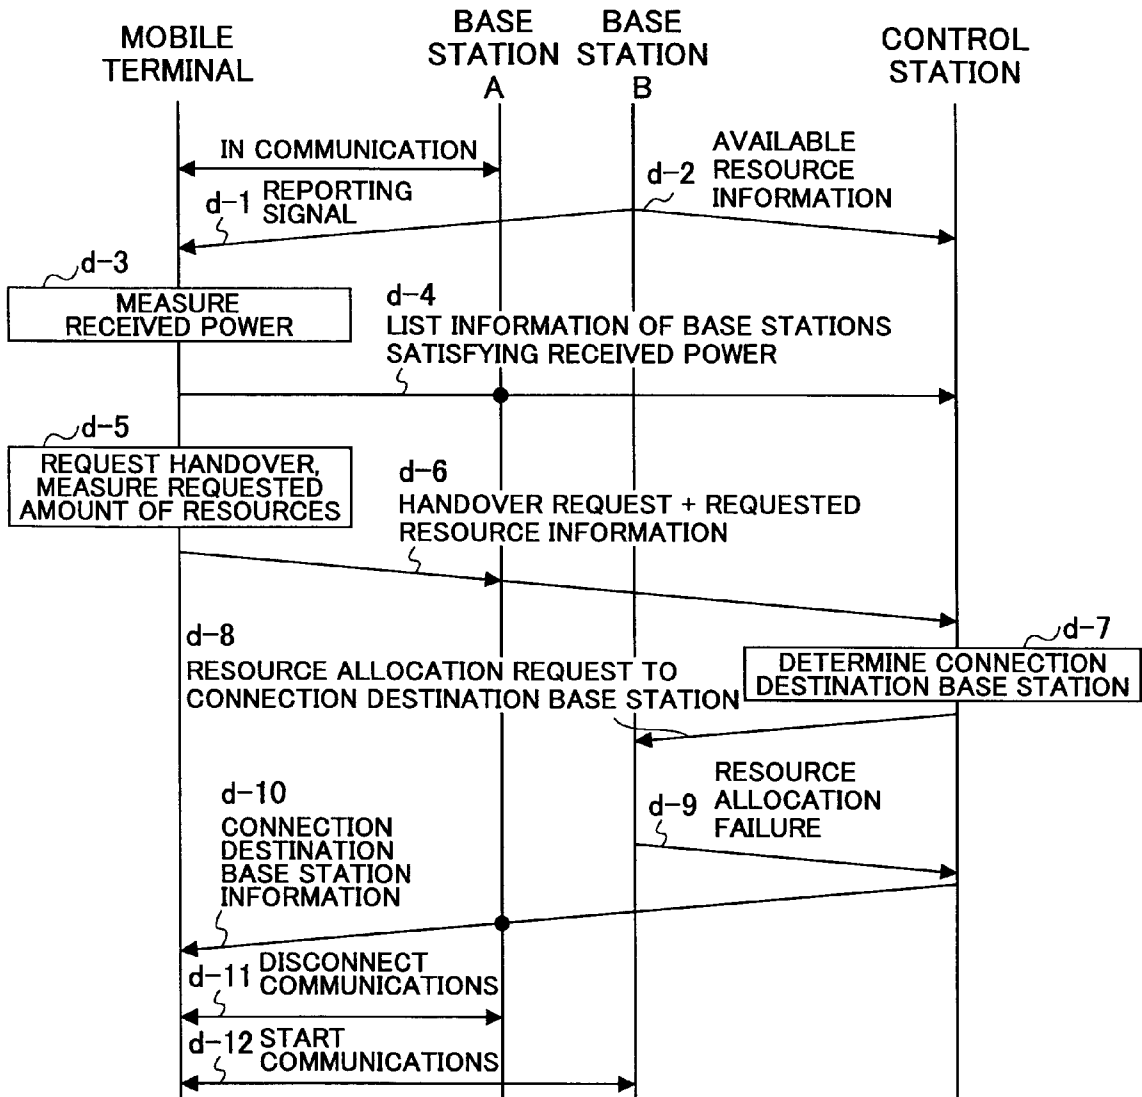 MOBILE
TERMINAL
BASE
STATION
A
BASE
STATION
B
CONTROL
STATION
IN COMMUNICATION
d-1 REPORTING
SIGNAL
d-2
AVAILABLE
RESOURCE
INFORMATION
d-3
MEASURE
RECEIVED POWER
d-4
LIST INFORMATION OF BASE STATIONS
SATISFYING RECEIVED POWER
d-5
REQUEST HANDOVER,
MEASURE REQUESTED
AMOUNT OF RESOURCES
d-6
HANDOVER REQUEST + REQUESTED
RESOURCE INFORMATION
d-7
DETERMINE CONNECTION
DESTINATION BASE STATION
d-8
RESOURCE ALLOCATION REQUEST TO
CONNECTION DESTINATION BASE STATION
d-9
RESOURCE
ALLOCATION
FAILURE
d-10
CONNECTION
DESTINATION
BASE STATION
INFORMATION
d-11 DISCONNECT
COMMUNICATIONS
d-12 START
COMMUNICATIONS